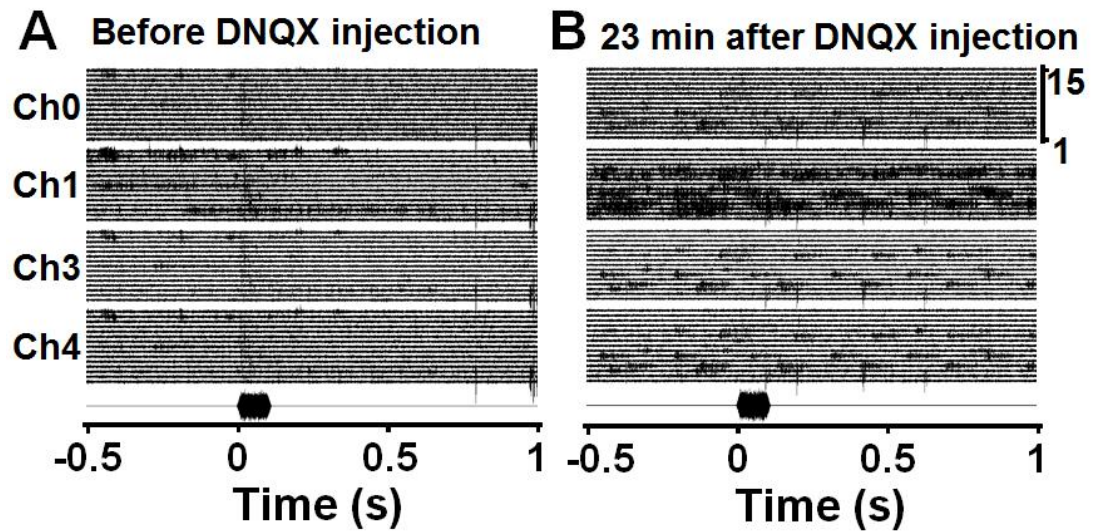 A Before DNQX injection
B 23 min after DNQX injection
Ch0
Ch1
Ch3
Ch4
15
1
-0.5 0 0.5 1
Time (s)
-0.5 0 0.5 1
Time (s)